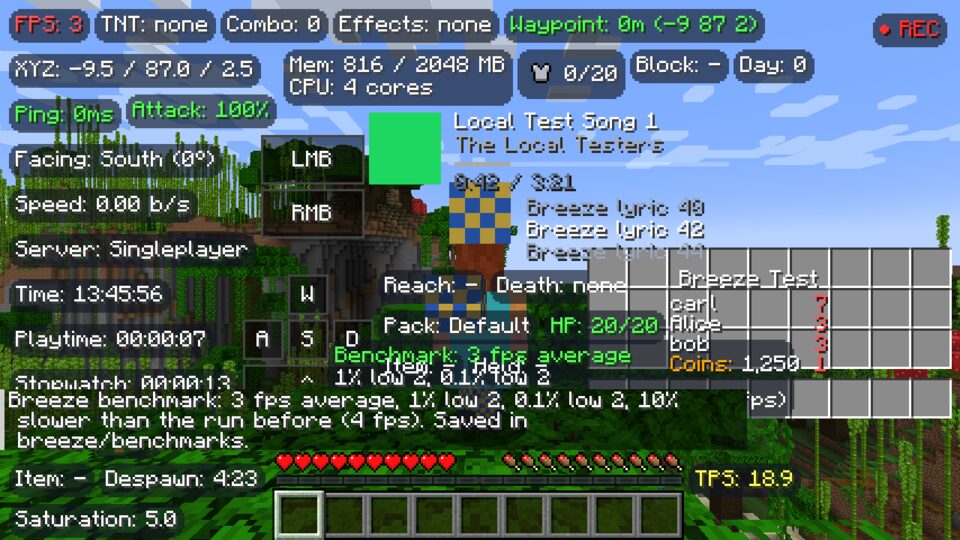 FPS: 3 TNT: none Combo: 0 Effects: none Waypoint: 0m (-9 87 2) REC
XYZ: -9.5 / 87.0 / 2.5 Mem: 816 / 2048 MB 0/20 Block: - Day: 0
CPU: 4 cores
Ping: 0ms Attack: 100%
Local Test Song 1
The Local Testers
Facing: South (0°) LMB
0:42 / 3:21
Speed: 0.00 b/s RMB
Breeze lyric 40
Breeze lyric 42
Breeze lyric 44
Server: Singleplayer
Breeze Test
Reach: - Death: none
Time: 13:45:56 W
carl 7
Alice 3
Pack: Default HP: 20/20
Playtime: 00:00:07 A S D
bob 3
Benchmark: 3 fps average
Coins: 1,250 1
Item: - Held: -
1% low 2, 0.1% low 2
Stopwatch: 00:00:13 ^
Breeze benchmark: 3 fps average, 1% low 2, 0.1% low 2, 10% fps)
slower than the run before (4 fps). Saved in
breeze/benchmarks.
Item: - Despawn: 4:23 TPS: 18.9
Saturation: 5.0